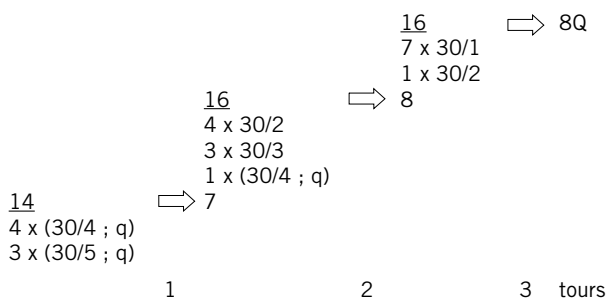 16
7 x 30/1
1 x 30/2
8
8Q
16
4 x 30/2
3 x 30/3
1 x (30/4 ; q)
7
14
4 x (30/4 ; q)
3 x (30/5 ; q)
1 2 3 tours